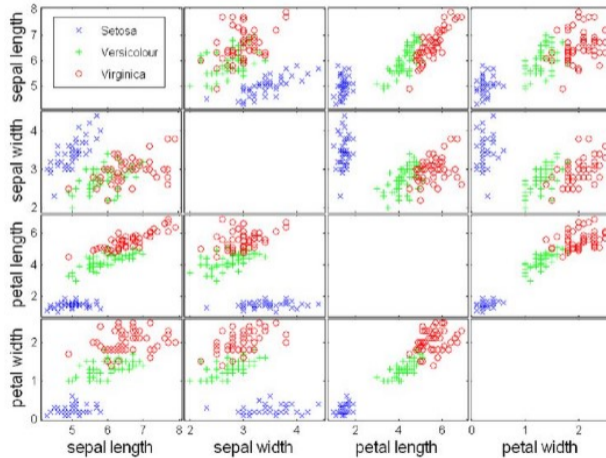 sepal length
8
7
6
5
Setosa
Versicolour
Virginica
sepal width
4
3
2
petal length
6
4
2
petal width
2
1
0
5 6 7 8
2 3 4
2 4 6
0 1 2
sepal length
sepal width
petal length
petal width